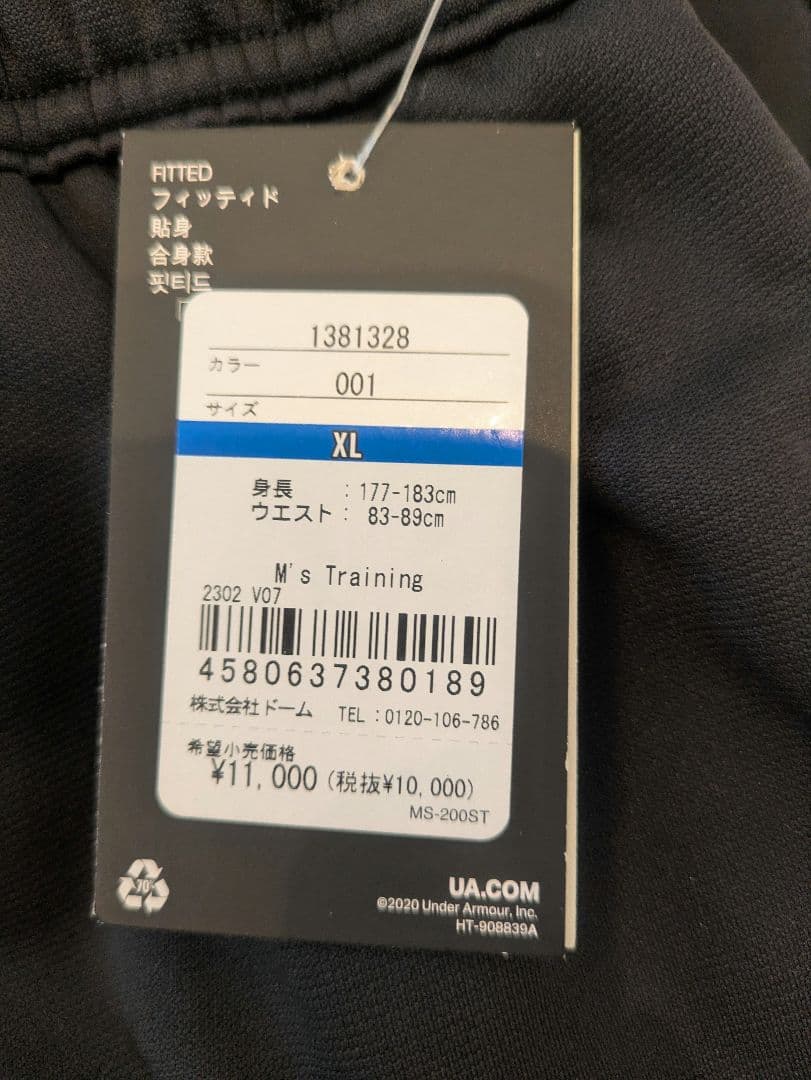 FITTED
フィッティド
貼身
合身款
핏티드
1381328
カラー
001
サイズ
XL
身長 : 177-183cm
ウエスト : 83-89cm
M's Training
2302 V07
4580637380189
株式会社ドーム TEL : 0120-106-786
希望小売価格
¥11,000 (税抜¥10,000)
MS-200ST
70%
UA.COM
©2020 Under Armour, Inc.
HT-908839A